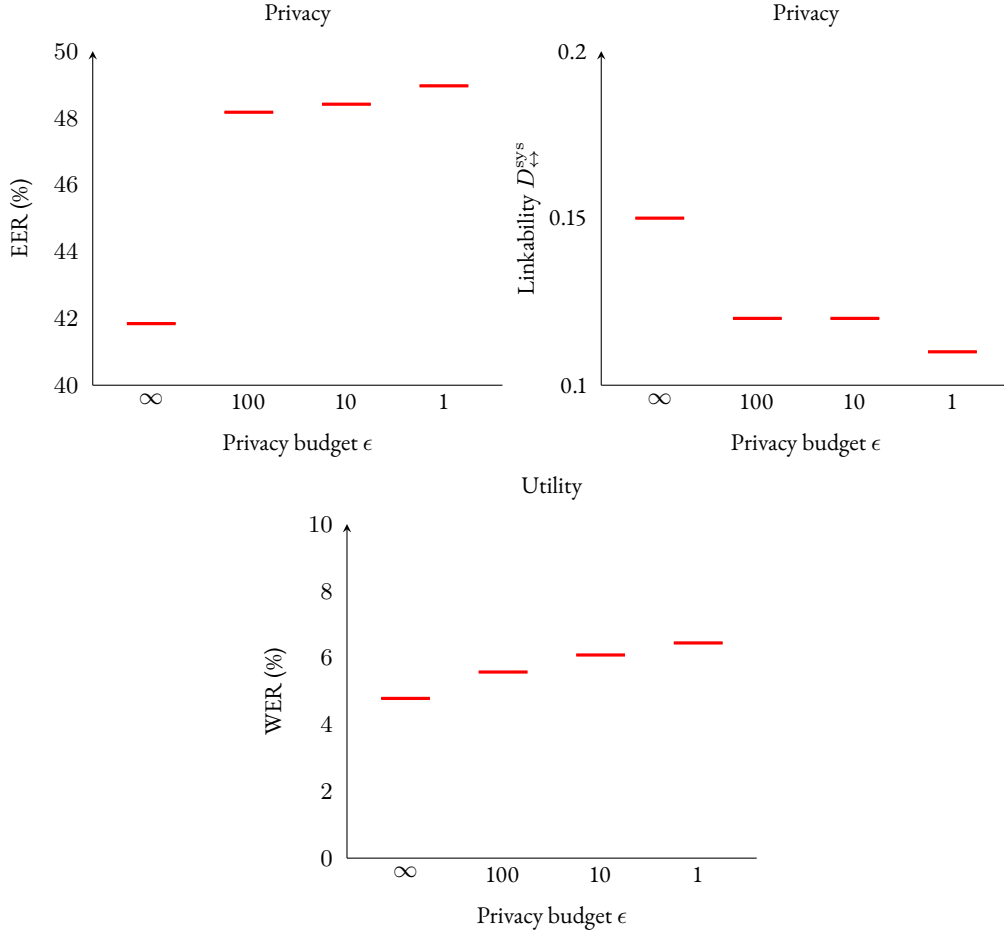 Privacy
50
48
46
44
42
40
EER (%)
∞ 100 10 1
Privacy budget ϵ
Privacy
0.2
0.15
0.1
Linkability D^sys_↔
∞ 100 10 1
Privacy budget ϵ
Utility
10
8
6
4
2
0
WER (%)
∞ 100 10 1
Privacy budget ϵ